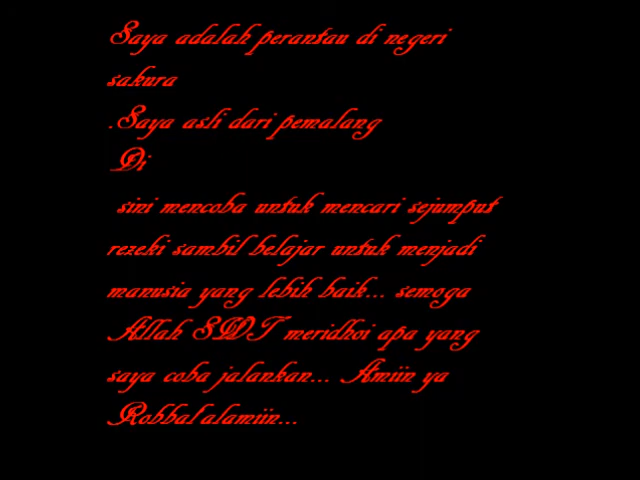 Saya adalah perantau di negeri
sakura
.Saya asli dari pemalang
Di
sini mencoba untuk mencari sejumput
rezeki sambil belajar untuk menjadi
manusia yang lebih baik... semoga
Allah SWT meridhoi apa yang
saya coba jalankan... Amiin ya
Robbal'alamiin...